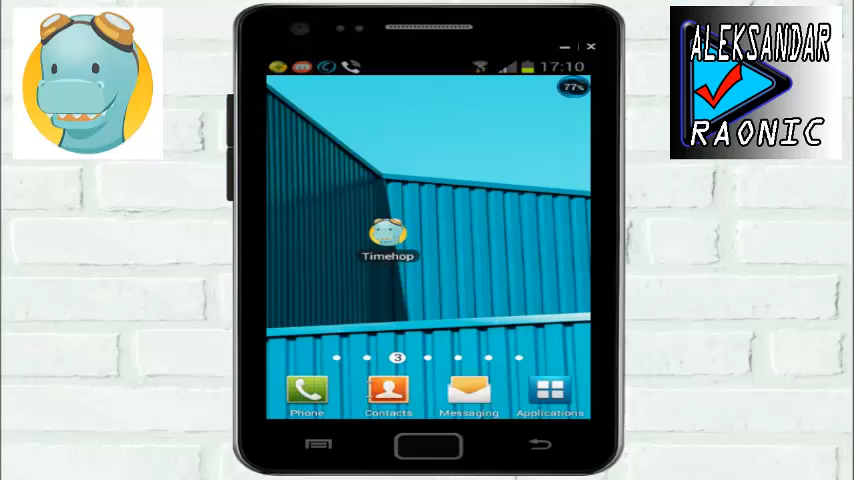 ALEKSANDAR
RAONIC
17:10
77%
Timehop
3
Phone
Contacts
Messaging
Applications